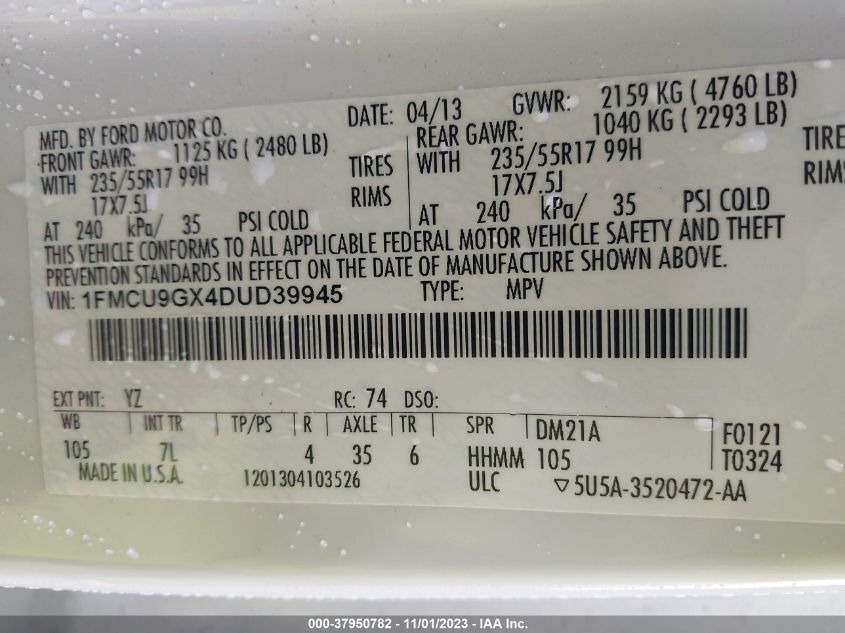 MFD. BY FORD MOTOR CO. DATE: 04/13 GVWR: 2159 KG ( 4760 LB)
FRONT GAWR: 1125 KG ( 2480 LB) REAR GAWR: 1040 KG ( 2293 LB)
WITH 235/55R17 99H TIRES WITH 235/55R17 99H TIRE
17X7.5J RIMS 17X7.5J RIMS
AT 240 kPa/ 35 PSI COLD AT 240 kPa/ 35 PSI COLD
THIS VEHICLE CONFORMS TO ALL APPLICABLE FEDERAL MOTOR VEHICLE SAFETY AND THEFT
PREVENTION STANDARDS IN EFFECT ON THE DATE OF MANUFACTURE SHOWN ABOVE.
VIN: 1FMCU9GX4DUD39945 TYPE: MPV
EXT PNT: YZ RC: 74 DSO:
WB INT TR TP/PS R AXLE TR SPR DM21A F0121
105 7L 4 35 6 HHMM 105 T0324
MADE IN U.S.A. 1201304103526 ULC ▽5U5A-3520472-AA
000-37950782 - 11/01/2023 - IAA Inc.